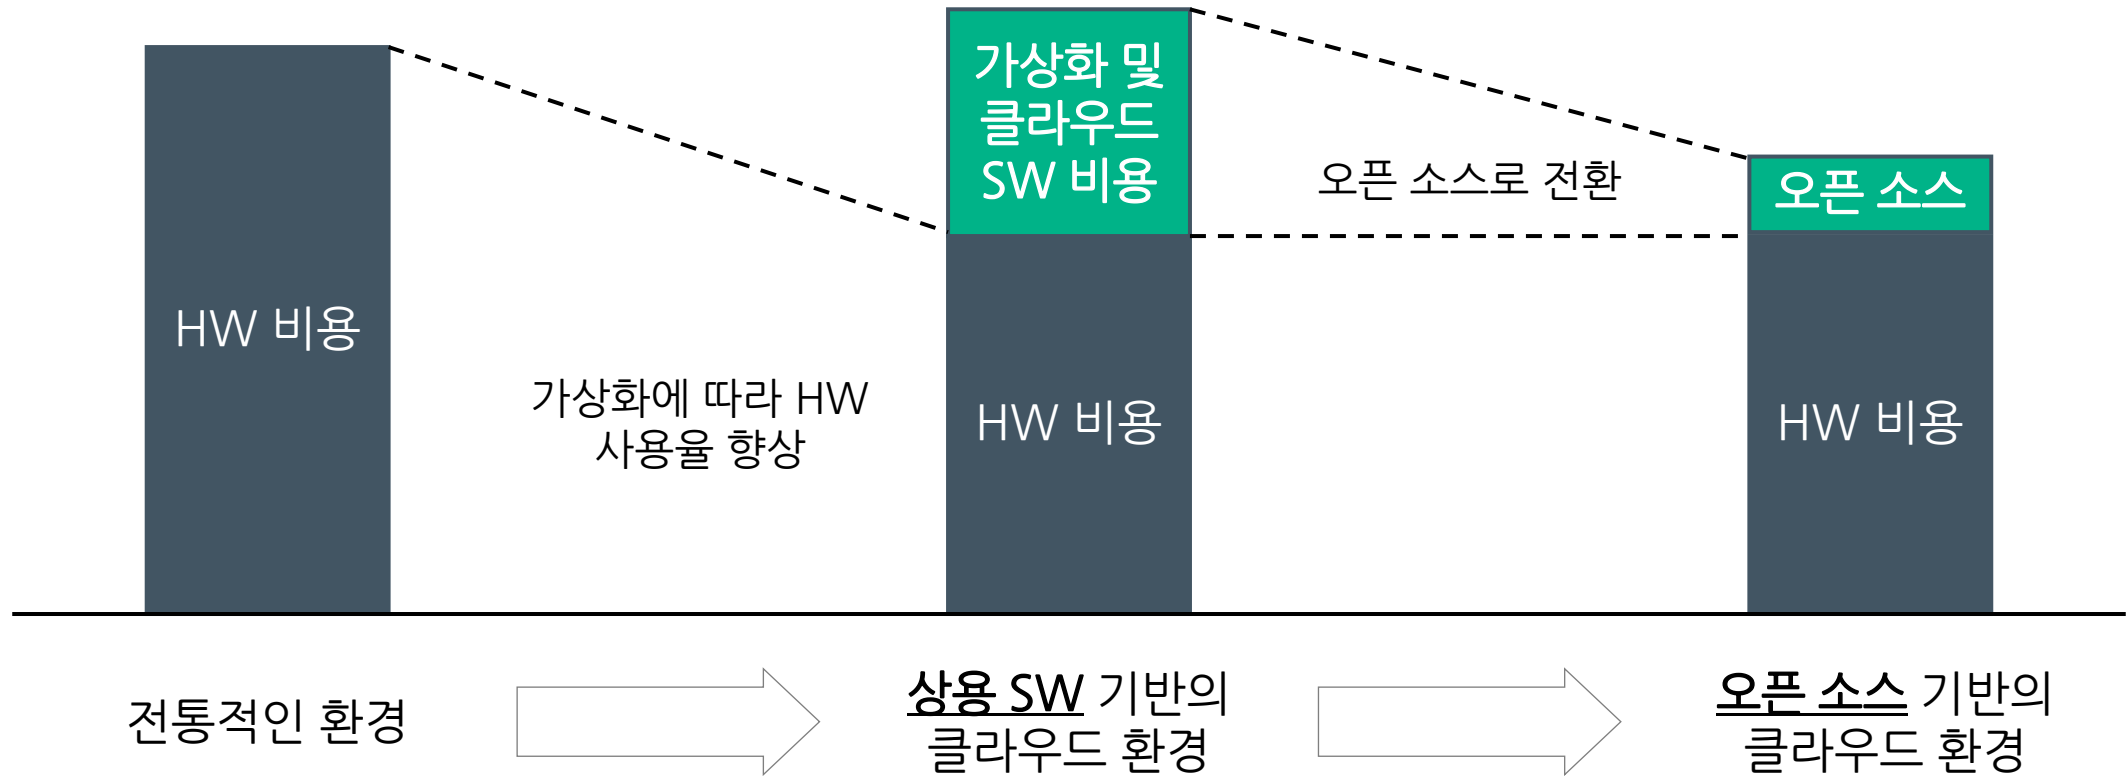 HW 비용
가상화에 따라 HW
사용율 향상
가상화 및
클라우드
SW 비용
HW 비용
오픈 소스로 전환
오픈 소스
HW 비용
전통적인 환경
상용 SW 기반의
클라우드 환경
오픈 소스 기반의
클라우드 환경